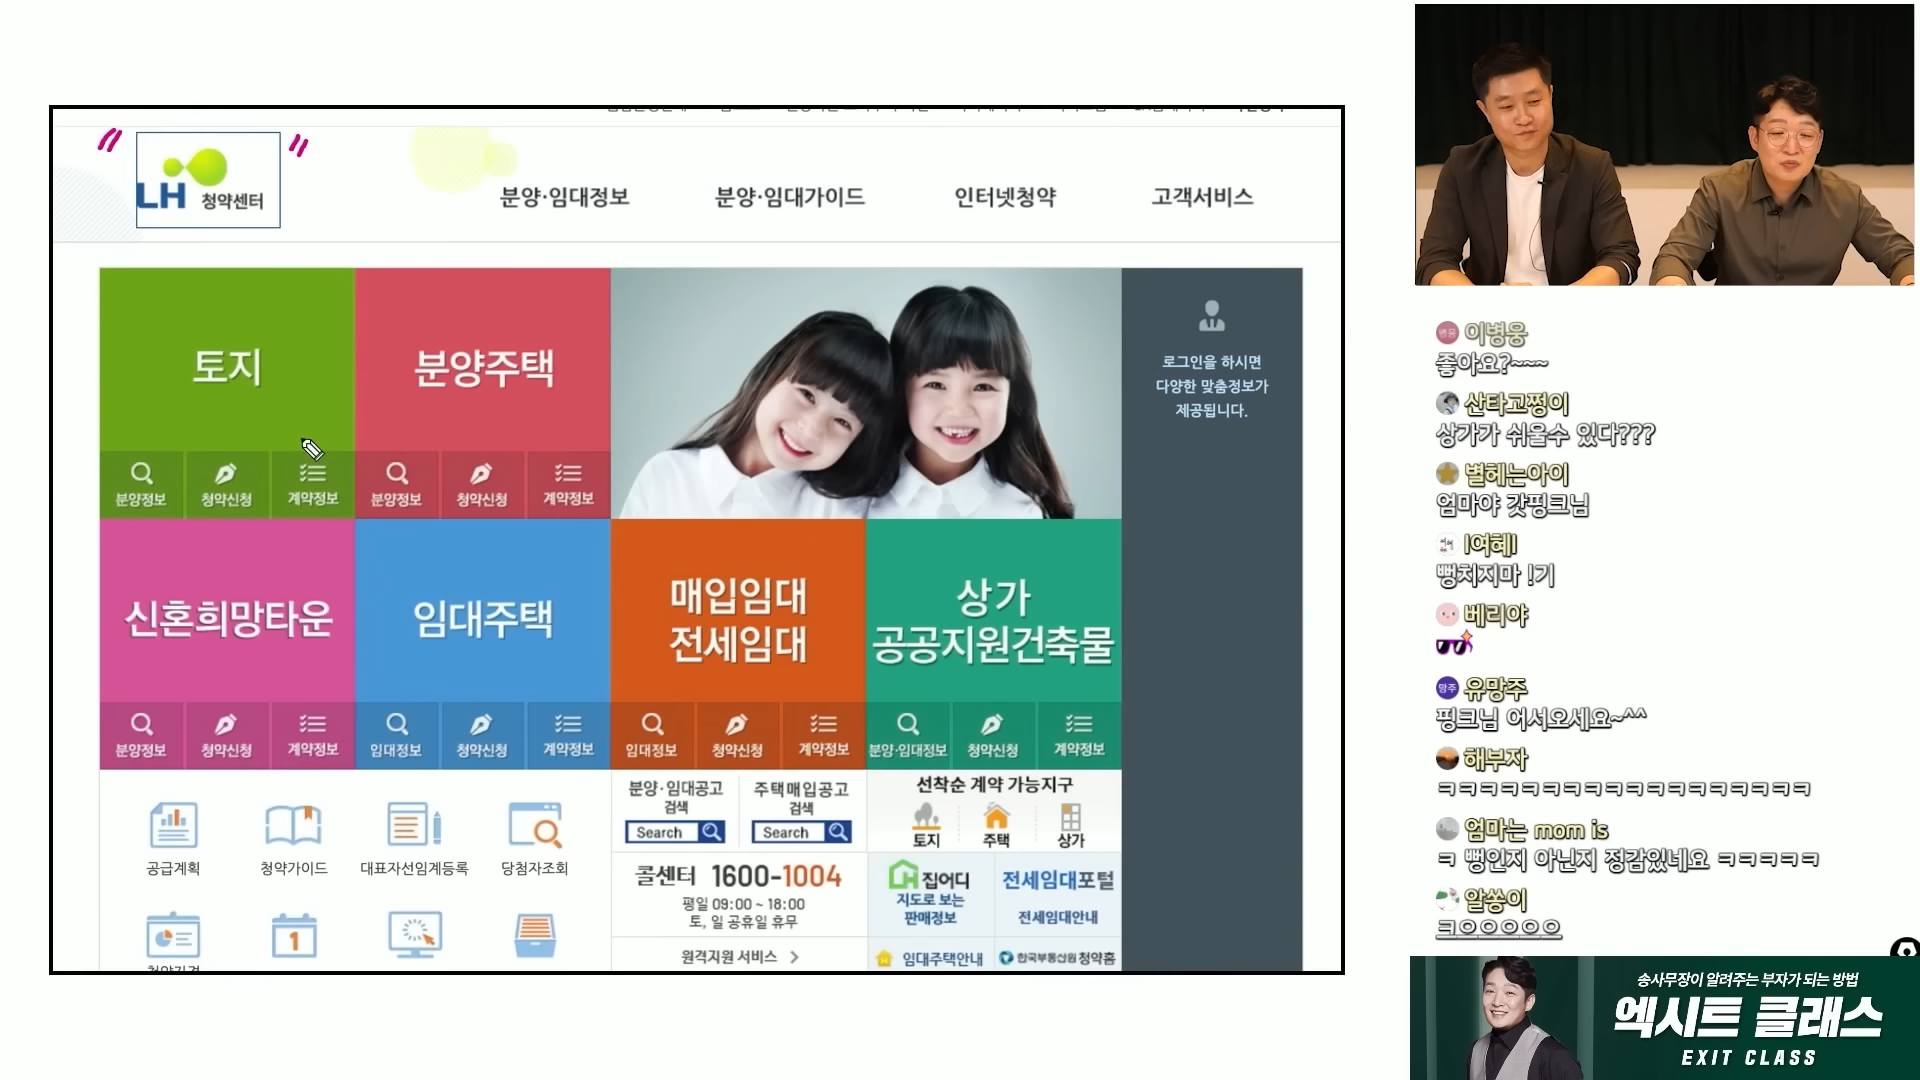 LH 청약센터
분양·임대정보
분양·임대가이드
인터넷청약
고객서비스
토지
분양정보
청약신청
계약정보
분양주택
분양정보
청약신청
계약정보
로그인을 하시면
다양한 맞춤정보가
제공됩니다.
신혼희망타운
분양정보
청약신청
계약정보
임대주택
임대정보
청약신청
계약정보
매입임대
전세임대
임대정보
청약신청
계약정보
상가
공공지원건축물
분양·임대정보
청약신청
계약정보
공급계획
청약가이드
대표자선임계등록
당첨자조회
1
분양·임대공고
검색
Search
주택매입공고
검색
Search
선착순 계약 가능지구
토지
주택
상가
콜센터 1600-1004
평일 09:00 ~ 18:00
토, 일 공휴일 휴무
원격지원 서비스
LH 집어디
지도로 보는
판매정보
전세임대포털
전세임대안내
임대주택안내
한국부동산원 청약홈
병웅 이병웅
좋아요?~~~
산타고쩡이
상가가 쉬울수 있다???
별헤는아이
엄마야 갓핑크님
l여혜l
뻥치지마 !기
베리야
망주 유망주
핑크님 어서오세요~^^
해부자
ㅋㅋㅋㅋㅋㅋㅋㅋㅋㅋㅋㅋㅋㅋㅋㅋㅋㅋ
엄마는 mom is
ㅋ 뻥인지 아닌지 정감있네요 ㅋㅋㅋㅋㅋ
알쏭이
크으으으으으
송사무장이 알려주는 부자가 되는 방법
엑시트 클래스
EXIT CLASS